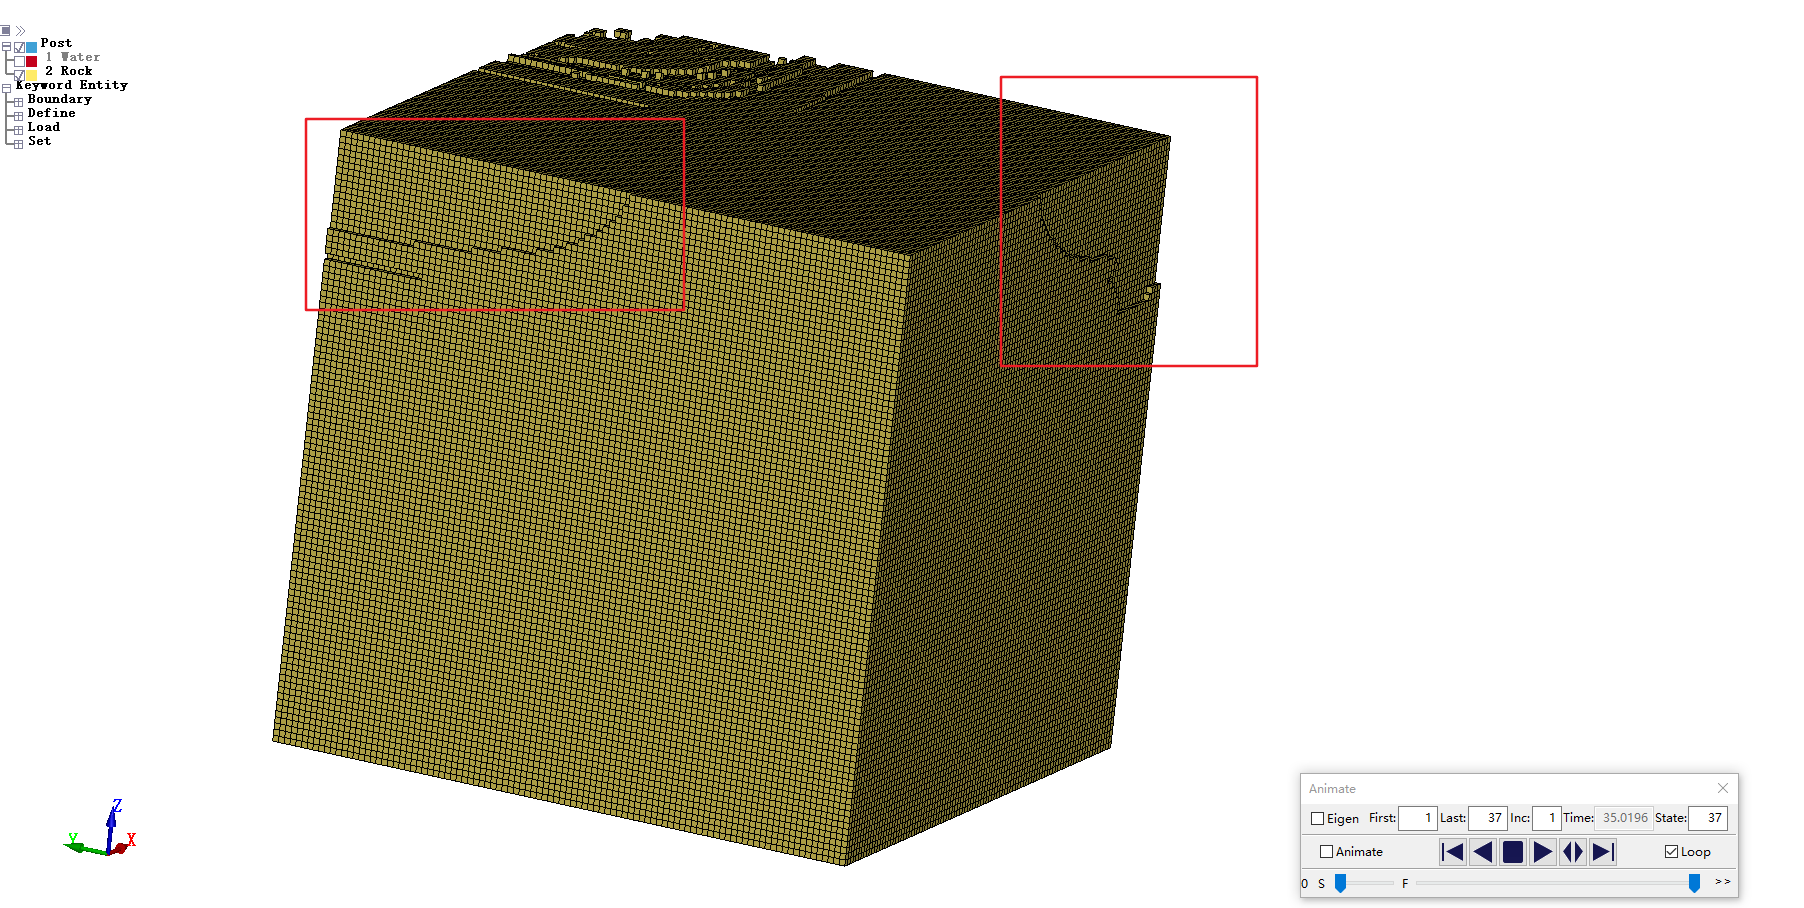 Post
1 Water
2 Rock
Keyword Entity
Boundary
Define
Load
Set
Z
Y
X
Animate
Eigen First: 1 Last: 37 Inc: 1 Time: 35.0196 State: 37
Animate Loop
0 S F >>